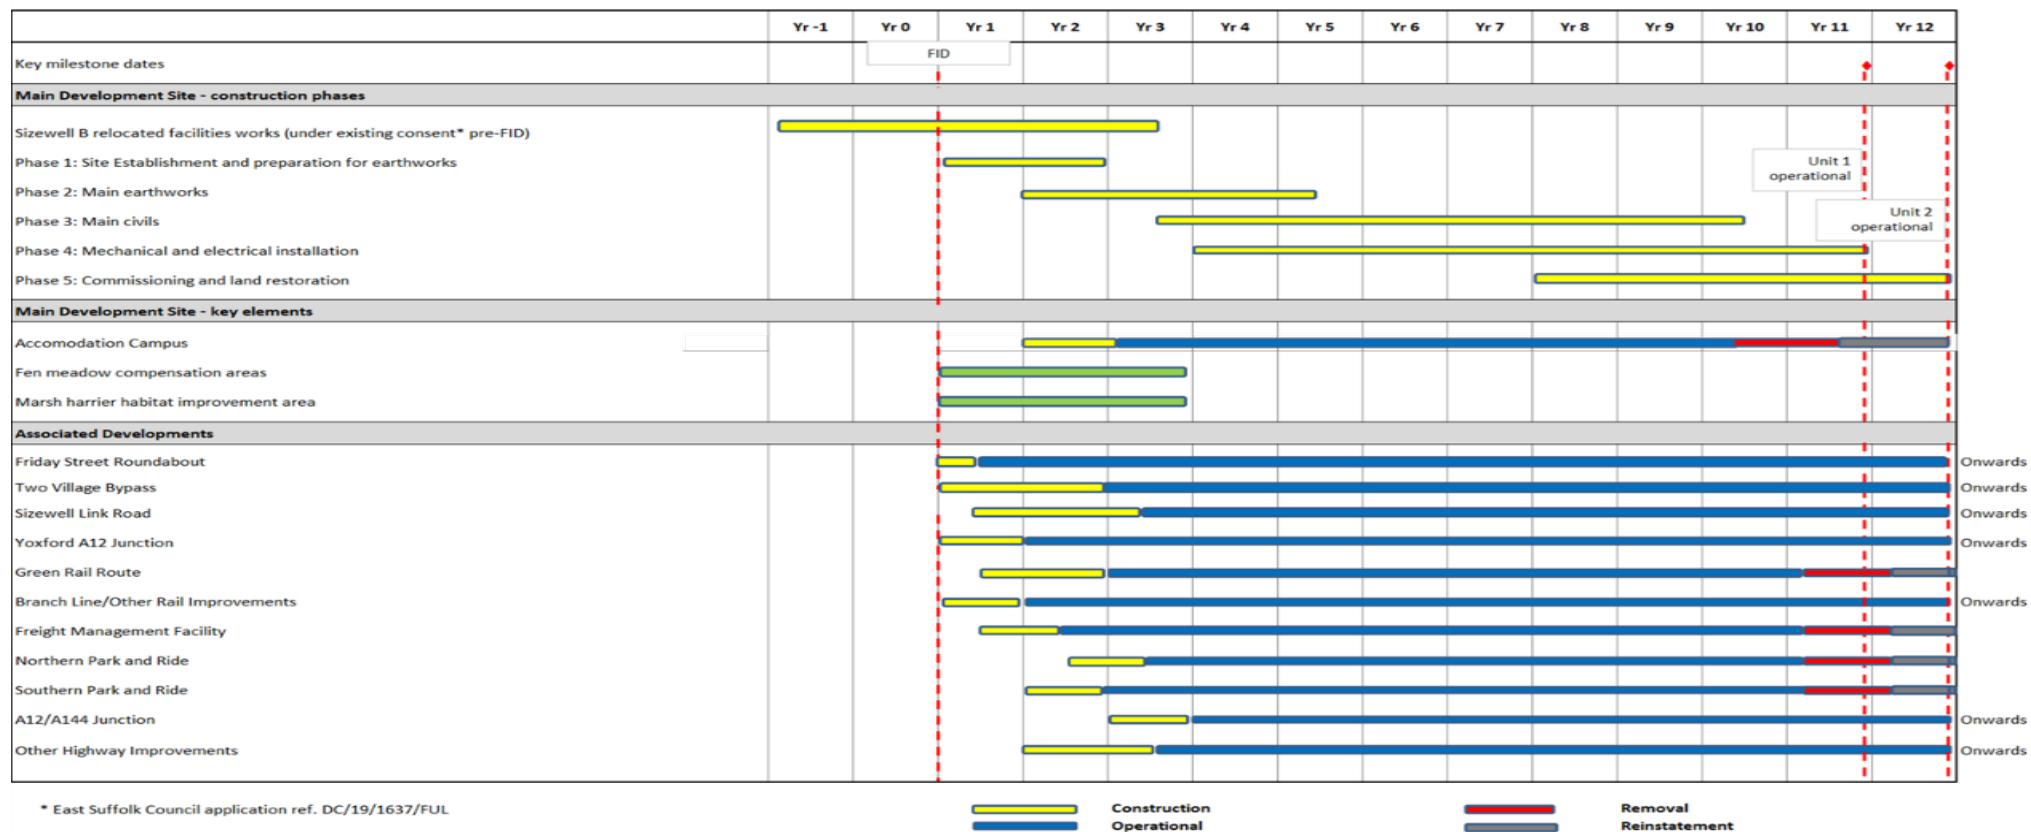 Yr -1 Yr 0 Yr 1 Yr 2 Yr 3 Yr 4 Yr 5 Yr 6 Yr 7 Yr 8 Yr 9 Yr 10 Yr 11 Yr 12
FID
Key milestone dates
Main Development Site - construction phases
Sizewell B relocated facilities works (under existing consent* pre-FID)
Phase 1: Site Establishment and preparation for earthworks
Unit 1
operational
Phase 2: Main earthworks
Phase 3: Main civils
Unit 2
operational
Phase 4: Mechanical and electrical installation
Phase 5: Commissioning and land restoration
Main Development Site - key elements
Accomodation Campus
Fen meadow compensation areas
Marsh harrier habitat improvement area
Associated Developments
Friday Street Roundabout Onwards
Two Village Bypass Onwards
Sizewell Link Road Onwards
Yoxford A12 Junction Onwards
Green Rail Route
Branch Line/Other Rail Improvements Onwards
Freight Management Facility
Northern Park and Ride
Southern Park and Ride
A12/A144 Junction Onwards
Other Highway Improvements Onwards
* East Suffolk Council application ref. DC/19/1637/FUL
Construction Removal
Operational Reinstatement